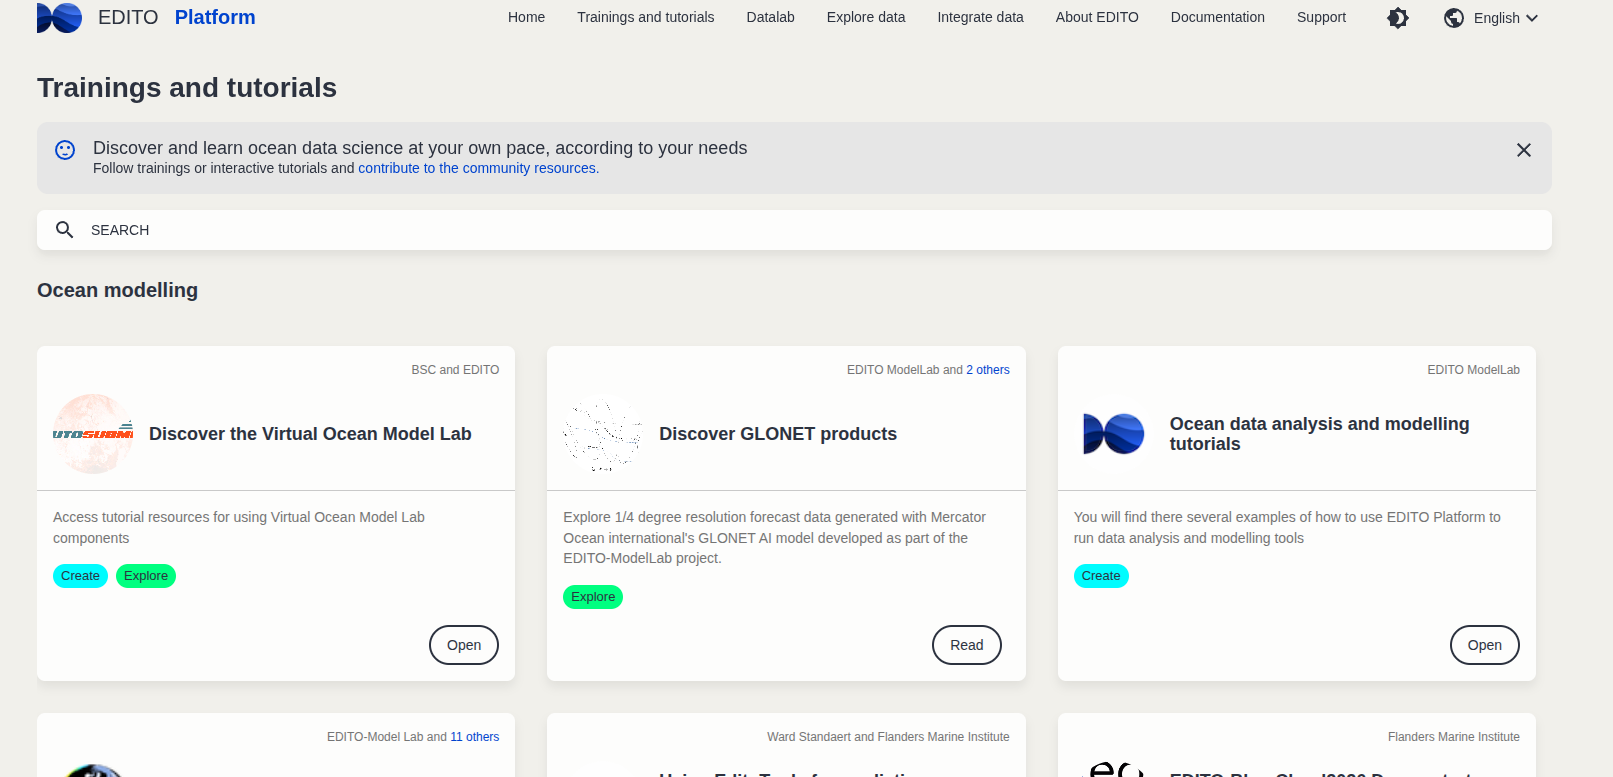 EDITO Platform
Home Trainings and tutorials Datalab Explore data Integrate data About EDITO Documentation Support English
Trainings and tutorials
Discover and learn ocean data science at your own pace, according to your needs
Follow trainings or interactive tutorials and contribute to the community resources.
SEARCH
Ocean modelling
BSC and EDITO
UTOSUBMI
Discover the Virtual Ocean Model Lab
Access tutorial resources for using Virtual Ocean Model Lab
components
Create Explore
Open
EDITO ModelLab and 2 others
Discover GLONET products
Explore 1/4 degree resolution forecast data generated with Mercator
Ocean international's GLONET AI model developed as part of the
EDITO-ModelLab project.
Explore
Read
EDITO ModelLab
Ocean data analysis and modelling
tutorials
You will find there several examples of how to use EDITO Platform to
run data analysis and modelling tools
Create
Open
EDITO-Model Lab and 11 others
Ward Standaert and Flanders Marine Institute
Flanders Marine Institute